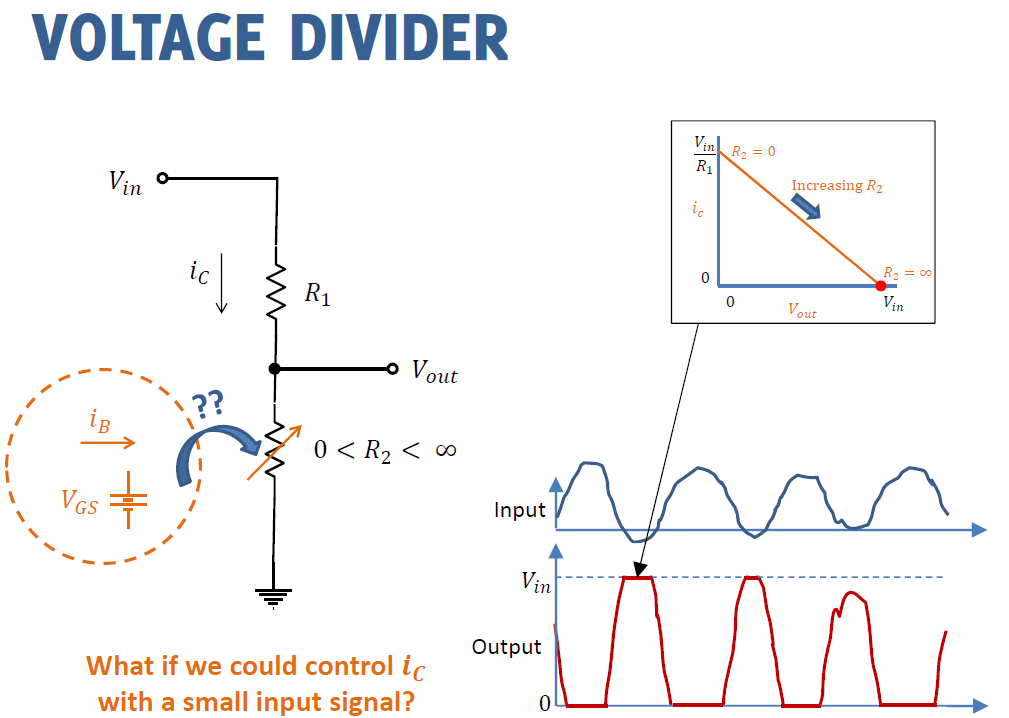 VOLTAGE DIVIDER
V_in
i_C
R_1
V_out
??
i_B
V_GS
0 < R_2 < ∞
What if we could control i_C
with a small input signal?
V_in/R_1
R_2 = 0
Increasing R_2
i_c
0
R_2 = ∞
0
V_out
V_in
Input
V_in
Output
0